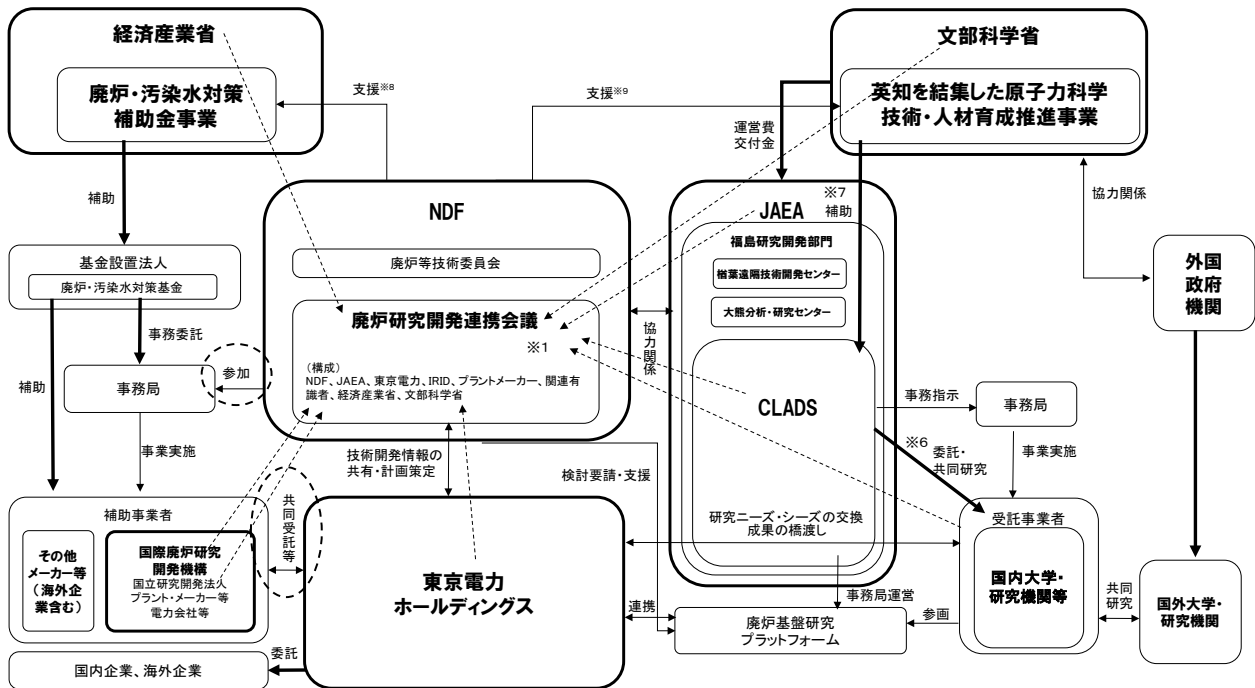 経済産業省
廃炉・汚染水対策
補助金事業
支援※8
支援※9
文部科学省
英知を結集した原子力科学
技術・人材育成推進事業
運営費
交付金
補助
NDF
廃炉等技術委員会
廃炉研究開発連携会議
※1
（構成）
NDF、JAEA、東京電力、IRID、プラントメーカー、関連有
識者、経済産業省、文部科学省
JAEA
※7
補助
福島研究開発部門
楢葉遠隔技術開発センター
大熊分析・研究センター
CLADS
協力関係
協力関係
外国
政府
機関
基金設置法人
廃炉・汚染水対策基金
事務委託
補助
参加
事務局
事業実施
技術開発情報の
共有・計画策定
検討要請・支援
事務指示
事務局
※6
委託・
共同研究
事業実施
補助事業者
その他
メーカー等
（海外企
業含む）
国際廃炉研究
開発機構
国立研究開発法人
プラント・メーカー等
電力会社等
共同受託等
東京電力
ホールディングス
研究ニーズ・シーズの交換
成果の橋渡し
受託事業者
国内大学・
研究機関等
共同
研究
国外大学・
研究機関
事務局運営
連携
廃炉基盤研究
プラットフォーム
参画
委託
国内企業、海外企業